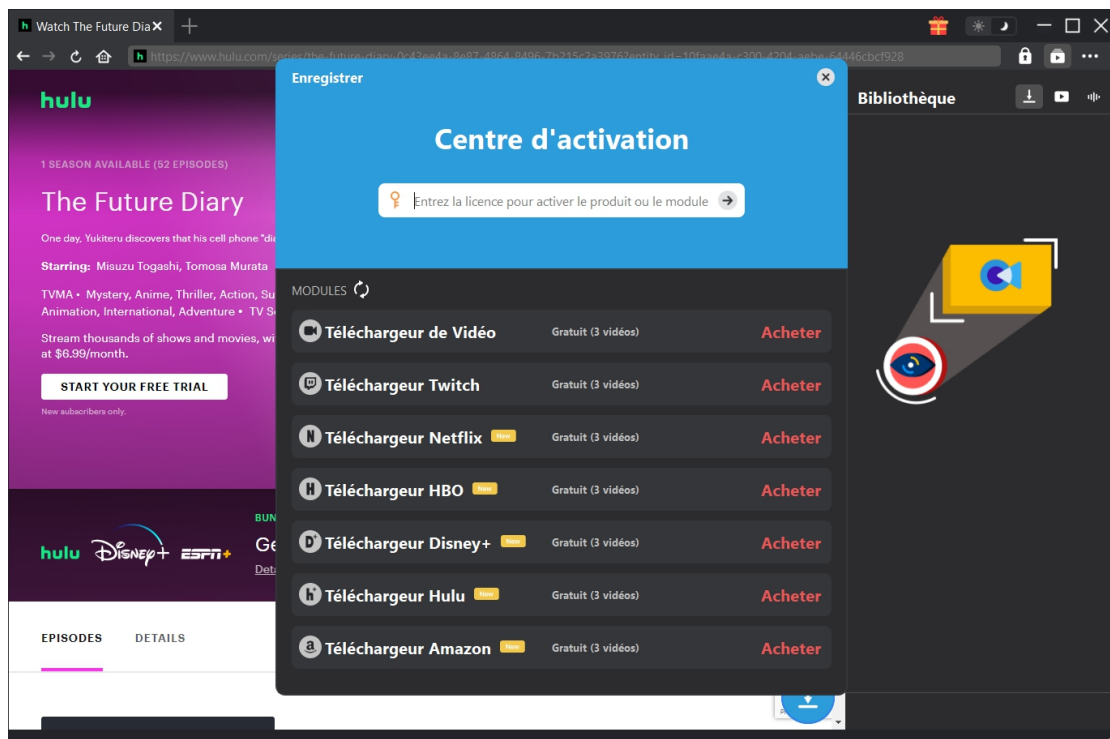 Watch The Future Dia
https://www.hulu.com/series/the-future-diary-0c43ee4a-8e87-4864-8496-7b215c2a3976?entity_id=10faae4a-c300-4204-aebe-64446cbcf928
hulu
1 SEASON AVAILABLE (52 EPISODES)
The Future Diary
One day, Yukiteru discovers that his cell phone "dia
Starring: Misuzu Togashi, Tomosa Murata
TVMA • Mystery, Anime, Thriller, Action, Su
Animation, International, Adventure • TV S
Stream thousands of shows and movies, wi
at $6.99/month.
START YOUR FREE TRIAL
New subscribers only.
BUN
hulu Disney+ ESPN+
Ge
Deta
EPISODES DETAILS
Enregistrer
Centre d'activation
Entrez la licence pour activer le produit ou le module
MODULES
Téléchargeur de Vidéo Gratuit (3 vidéos) Acheter
Téléchargeur Twitch Gratuit (3 vidéos) Acheter
N Téléchargeur Netflix New Gratuit (3 vidéos) Acheter
H Téléchargeur HBO New Gratuit (3 vidéos) Acheter
D+ Téléchargeur Disney+ New Gratuit (3 vidéos) Acheter
h Téléchargeur Hulu New Gratuit (3 vidéos) Acheter
a Téléchargeur Amazon New Gratuit (3 vidéos) Acheter
Bibliothèque